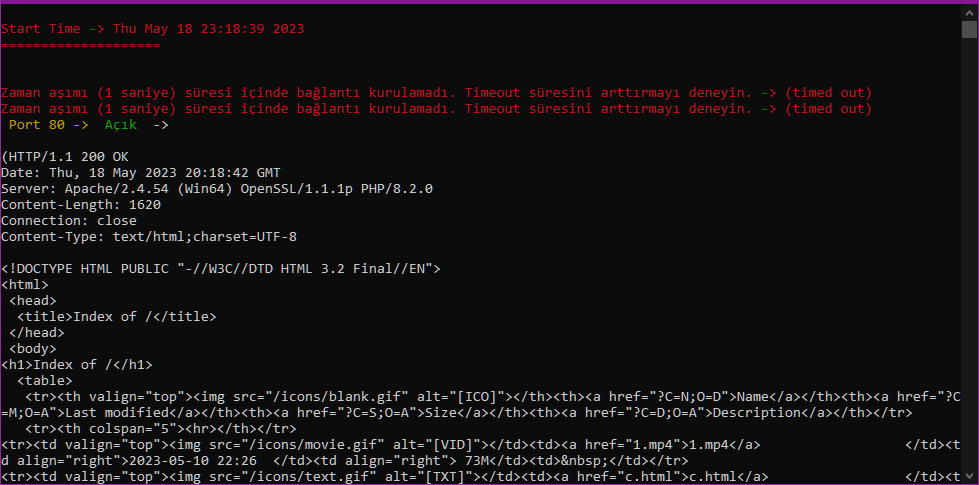 Start Time -> Thu May 18 23:18:39 2023
====================
Zaman aşımı (1 saniye) süresi içinde bağlantı kurulamadı. Timeout süresini arttırmayı deneyin. -> (timed out)
Zaman aşımı (1 saniye) süresi içinde bağlantı kurulamadı. Timeout süresini arttırmayı deneyin. -> (timed out)
 Port 80 ->  Açık  ->
(HTTP/1.1 200 OK
Date: Thu, 18 May 2023 20:18:42 GMT
Server: Apache/2.4.54 (Win64) OpenSSL/1.1.1p PHP/8.2.0
Content-Length: 1620
Connection: close
Content-Type: text/html;charset=UTF-8
<!DOCTYPE HTML PUBLIC "-//W3C//DTD HTML 3.2 Final//EN">
<html>
 <head>
  <title>Index of /</title>
 </head>
 <body>
<h1>Index of /</h1>
  <table>
   <tr><th valign="top"><img src="/icons/blank.gif" alt="[ICO]"></th><th><a href="?C=N;O=D">Name</a></th><th><a href="?C
=M;O=A">Last modified</a></th><th><a href="?C=S;O=A">Size</a></th><th><a href="?C=D;O=A">Description</a></th></tr>
   <tr><th colspan="5"><hr></th></tr>
<tr><td valign="top"><img src="/icons/movie.gif" alt="[VID]"></td><td><a href="1.mp4">1.mp4</a>                  </td><t
d align="right">2023-05-10 22:26  </td><td align="right"> 73M</td><td>&nbsp;</td></tr>
<tr><td valign="top"><img src="/icons/text.gif" alt="[TXT]"></td><td><a href="c.html">c.html</a>                 </td><t